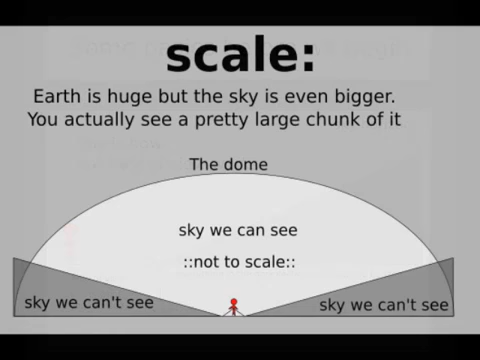 scale:
Earth is huge but the sky is even bigger.
You actually see a pretty large chunk of it
The dome
sky we can see
::not to scale::
sky we can't see
sky we can't see